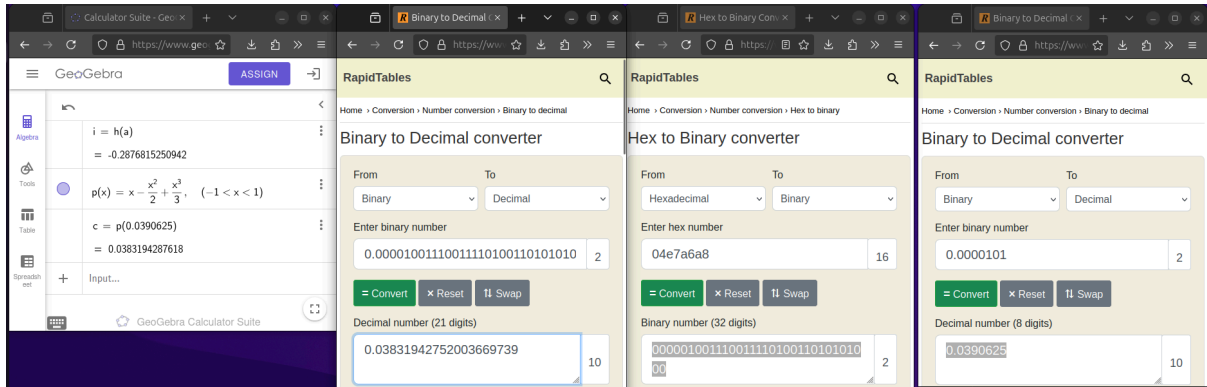 Calculator Suite - Geo
https://www.geo
GeoGebra
ASSIGN
Algebra
Tools
Table
Spreadsh
eet
i = h(a)
= -0.2876815250942
p(x) = x - x²/2 + x³/3, (-1 < x < 1)
c = p(0.0390625)
= 0.0383194287618
Input...
GeoGebra Calculator Suite
R Binary to Decimal
https://ww
RapidTables
Home › Conversion › Number conversion › Binary to decimal
Binary to Decimal converter
From To
Binary Decimal
Enter binary number
0.0000100111001111010011010101010 2
= Convert × Reset Swap
Decimal number (21 digits)
0.03831942752003669739
10
R Hex to Binary Conv
https://
RapidTables
Home › Conversion › Number conversion › Hex to binary
Hex to Binary converter
From To
Hexadecimal Binary
Enter hex number
04e7a6a8 16
= Convert × Reset Swap
Binary number (32 digits)
000001001110011110100110101010
00
2
R Binary to Decimal
https://ww
RapidTables
Home › Conversion › Number conversion › Binary to decimal
Binary to Decimal converter
From To
Binary Decimal
Enter binary number
0.0000101 2
= Convert × Reset Swap
Decimal number (8 digits)
0.0390625
10